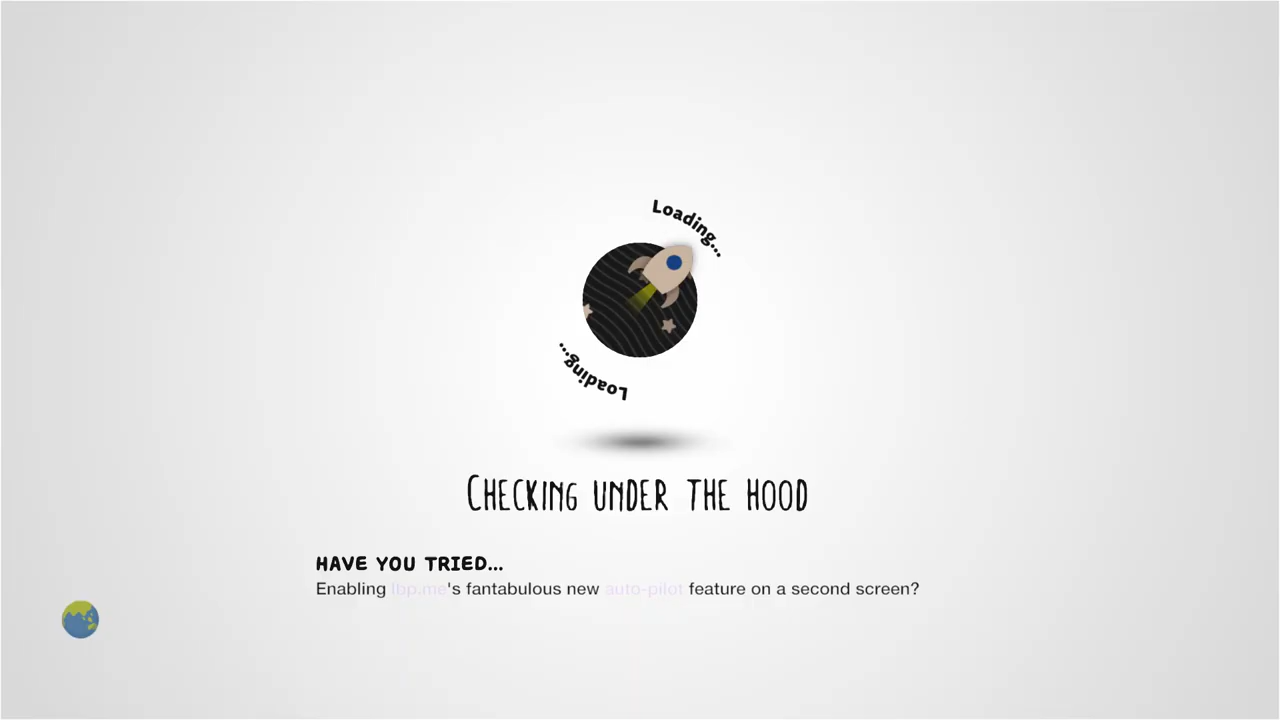 Loading...
Loading...
Checking under the hood
HAVE YOU TRIED...
Enabling lbp.me's fantabulous new auto-pilot feature on a second screen?